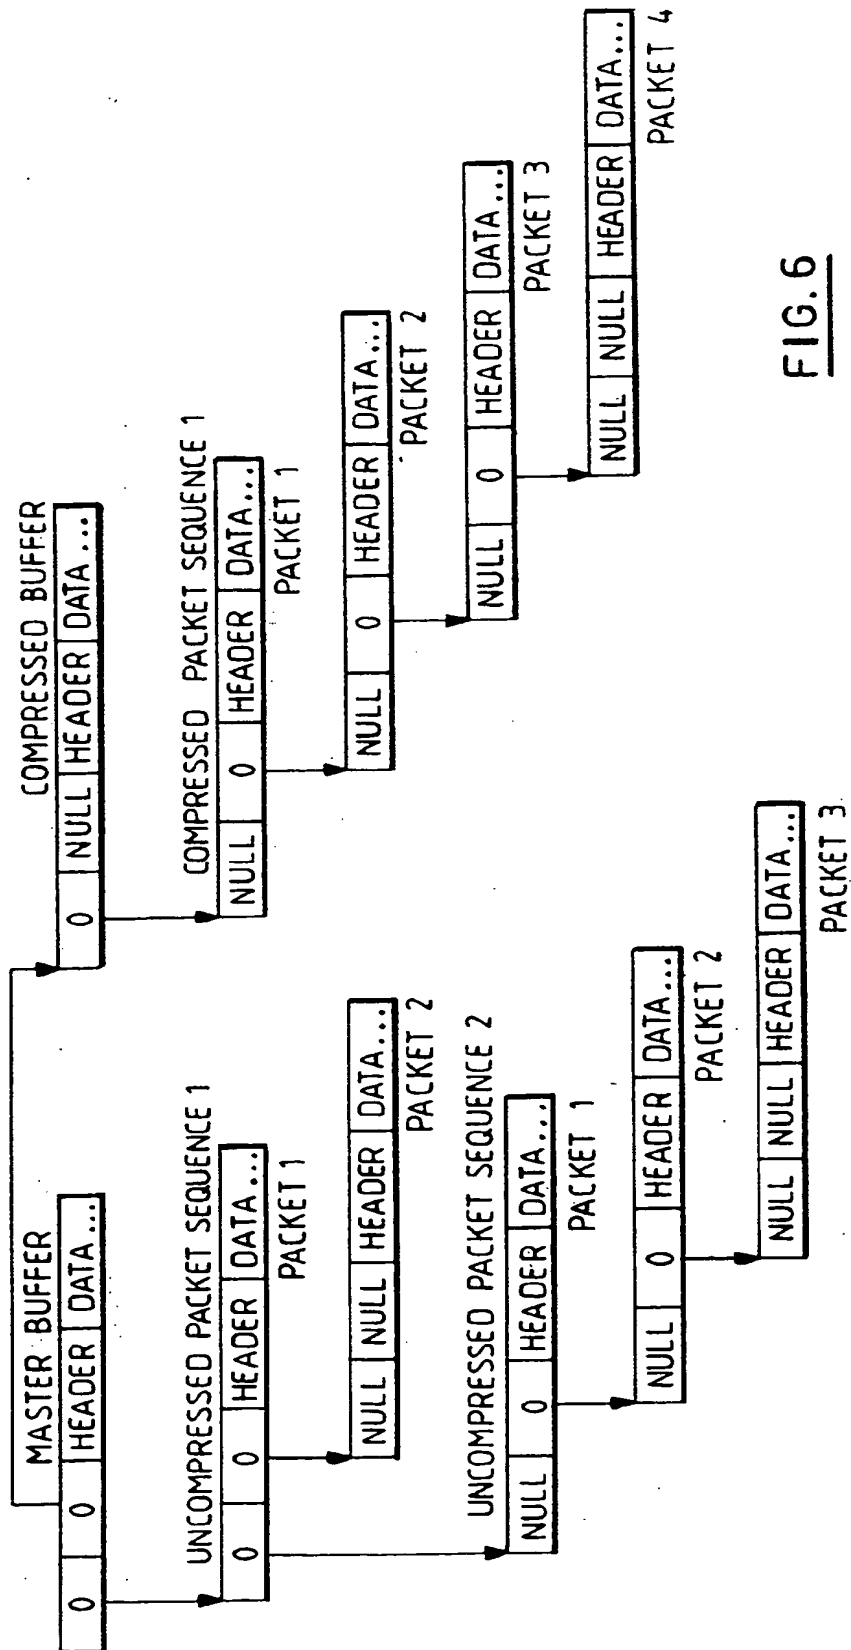 MASTER BUFFER
0 0 HEADER DATA...
UNCOMPRESSED PACKET SEQUENCE 1
0 0 HEADER DATA...
PACKET 1
NULL NULL HEADER DATA...
PACKET 2
UNCOMPRESSED PACKET SEQUENCE 2
NULL 0 HEADER DATA...
PACKET 1
NULL 0 HEADER DATA...
PACKET 2
NULL NULL HEADER DATA...
PACKET 3
COMPRESSED BUFFER
0 NULL HEADER DATA...
COMPRESSED PACKET SEQUENCE 1
NULL 0 HEADER DATA...
PACKET 1
NULL 0 HEADER DATA...
PACKET 2
NULL 0 HEADER DATA...
PACKET 3
NULL NULL HEADER DATA...
PACKET 4
FIG. 6